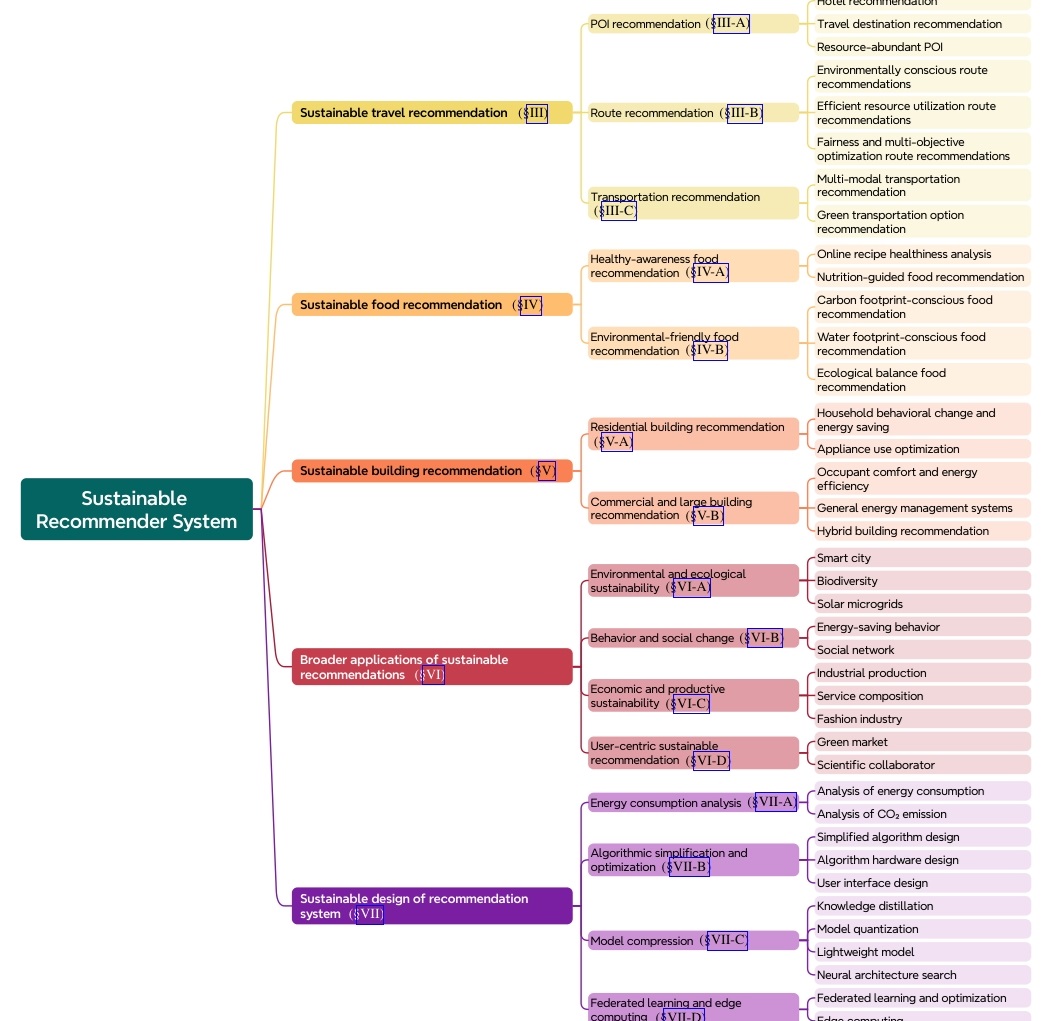 Hotel recommendation
POI recommendation (§III-A)
Travel destination recommendation
Resource-abundant POI
Environmentally conscious route
recommendations
Sustainable travel recommendation (§III)
Route recommendation (§III-B)
Efficient resource utilization route
recommendations
Fairness and multi-objective
optimization route recommendations
Transportation recommendation
(§III-C)
Multi-modal transportation
recommendation
Green transportation option
recommendation
Healthy-awareness food
recommendation (§IV-A)
Online recipe healthiness analysis
Nutrition-guided food recommendation
Sustainable food recommendation (§IV)
Environmental-friendly food
recommendation (§IV-B)
Carbon footprint-conscious food
recommendation
Water footprint-conscious food
recommendation
Ecological balance food
recommendation
Residential building recommendation
(§V-A)
Household behavioral change and
energy saving
Appliance use optimization
Sustainable building recommendation (§V)
Commercial and large building
recommendation (§V-B)
Occupant comfort and energy
efficiency
General energy management systems
Hybrid building recommendation
Sustainable
Recommender System
Environmental and ecological
sustainability (§VI-A)
Smart city
Biodiversity
Solar microgrids
Behavior and social change (§VI-B)
Energy-saving behavior
Social network
Broader applications of sustainable
recommendations (§VI)
Economic and productive
sustainability (§VI-C)
Industrial production
Service composition
Fashion industry
User-centric sustainable
recommendation (§VI-D)
Green market
Scientific collaborator
Energy consumption analysis (§VII-A)
Analysis of energy consumption
Analysis of CO₂ emission
Algorithmic simplification and
optimization (§VII-B)
Simplified algorithm design
Algorithm hardware design
User interface design
Sustainable design of recommendation
system (§VII)
Model compression (§VII-C)
Knowledge distillation
Model quantization
Lightweight model
Neural architecture search
Federated learning and edge
computing (§VII-D)
Federated learning and optimization
Edge computing